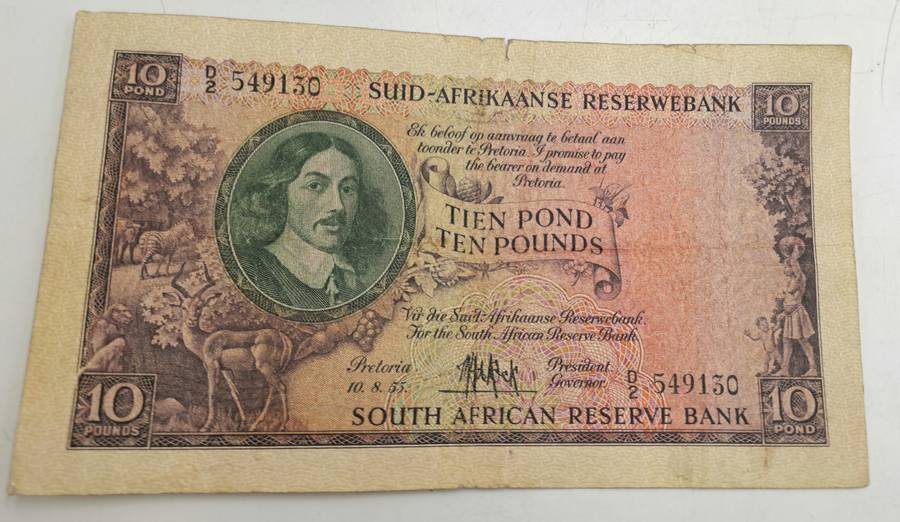 10
POND
D/2 549130
SUID-AFRIKAANSE RESERWEBANK
10
POUNDS
Ek beloof op aanvraag te betaal aan
toonder te Pretoria. I promise to pay
the bearer on demand at
Pretoria.
TIEN POND
TEN POUNDS
Vir die Suid-Afrikaanse Reserwebank.
For the South African Reserve Bank
Pretoria
10. 8. 55.
President.
Governor.
D/2 549130
10
POUNDS
SOUTH AFRICAN RESERVE BANK
10
POND